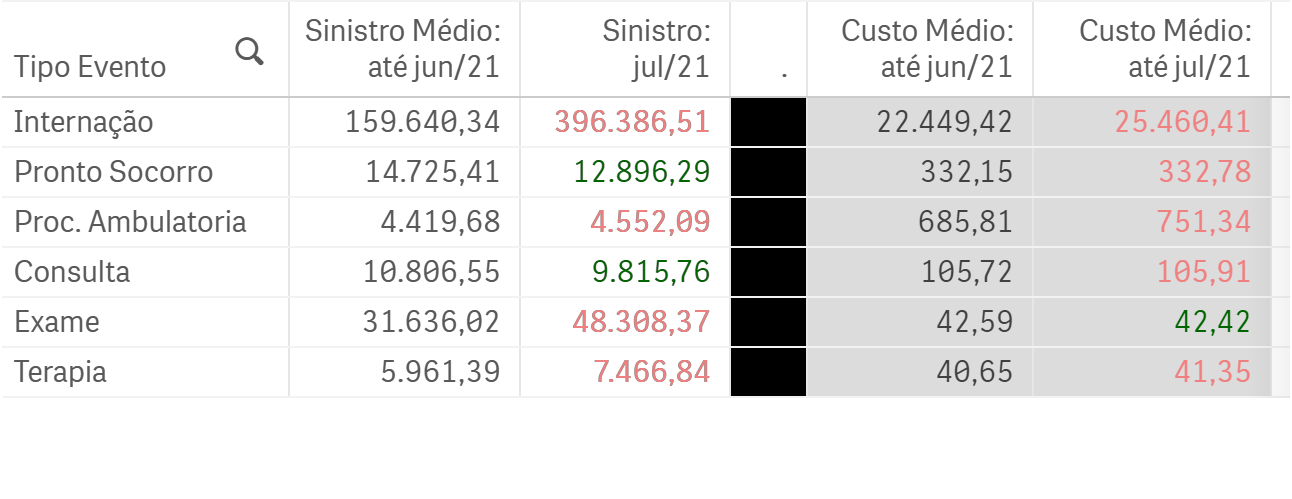 Tipo Evento Sinistro Médio: até jun/21 Sinistro: jul/21 . Custo Médio: até jun/21 Custo Médio: até jul/21
Internação 159.640,34 396.386,51 22.449,42 25.460,41
Pronto Socorro 14.725,41 12.896,29 332,15 332,78
Proc. Ambulatoria 4.419,68 4.552,09 685,81 751,34
Consulta 10.806,55 9.815,76 105,72 105,91
Exame 31.636,02 48.308,37 42,59 42,42
Terapia 5.961,39 7.466,84 40,65 41,35